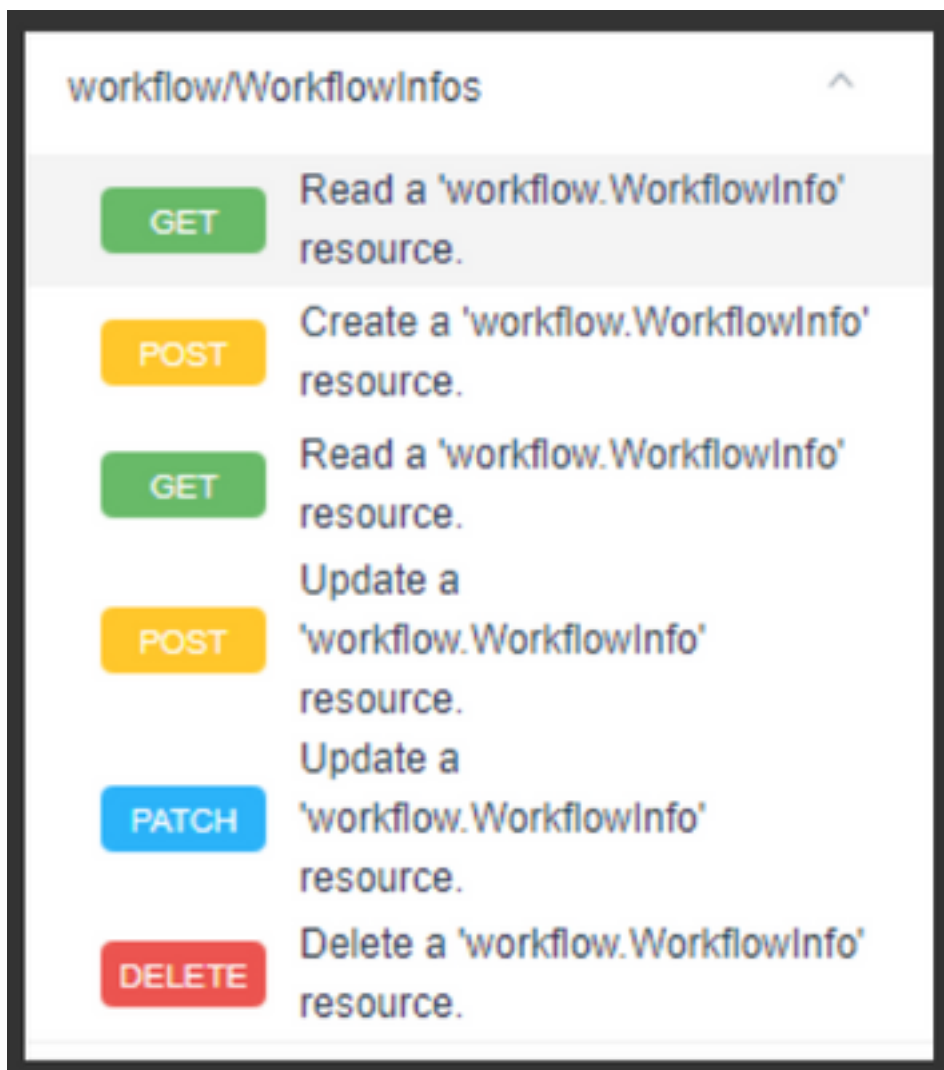 workflow/WorkflowInfos
GET
Read a 'workflow.WorkflowInfo'
resource.
POST
Create a 'workflow.WorkflowInfo'
resource.
GET
Read a 'workflow.WorkflowInfo'
resource.
POST
Update a
'workflow.WorkflowInfo'
resource.
PATCH
Update a
'workflow.WorkflowInfo'
resource.
DELETE
Delete a 'workflow.WorkflowInfo'
resource.